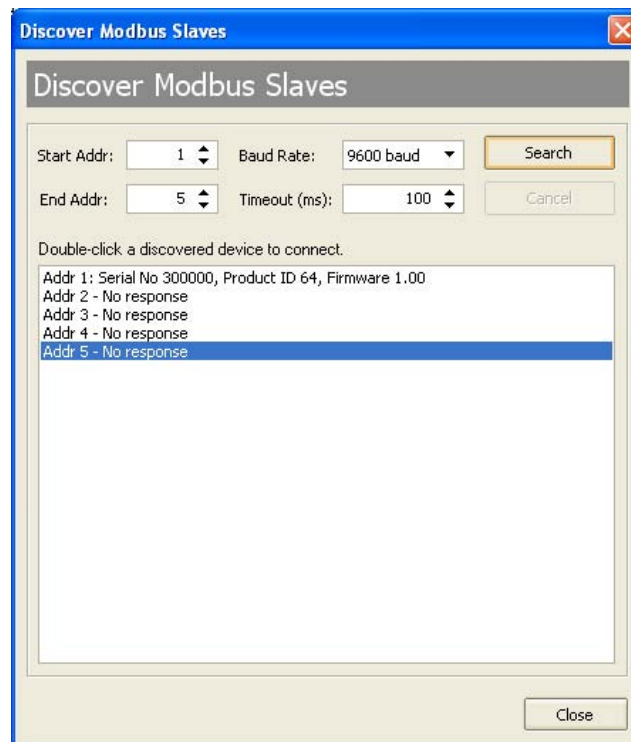 Discover Modbus Slaves
Discover Modbus Slaves
Start Addr: 1 Baud Rate: 9600 baud Search
End Addr: 5 Timeout (ms): 100 Cancel
Double-click a discovered device to connect.
Addr 1: Serial No 300000, Product ID 64, Firmware 1.00
Addr 2 - No response
Addr 3 - No response
Addr 4 - No response
Addr 5 - No response
Close